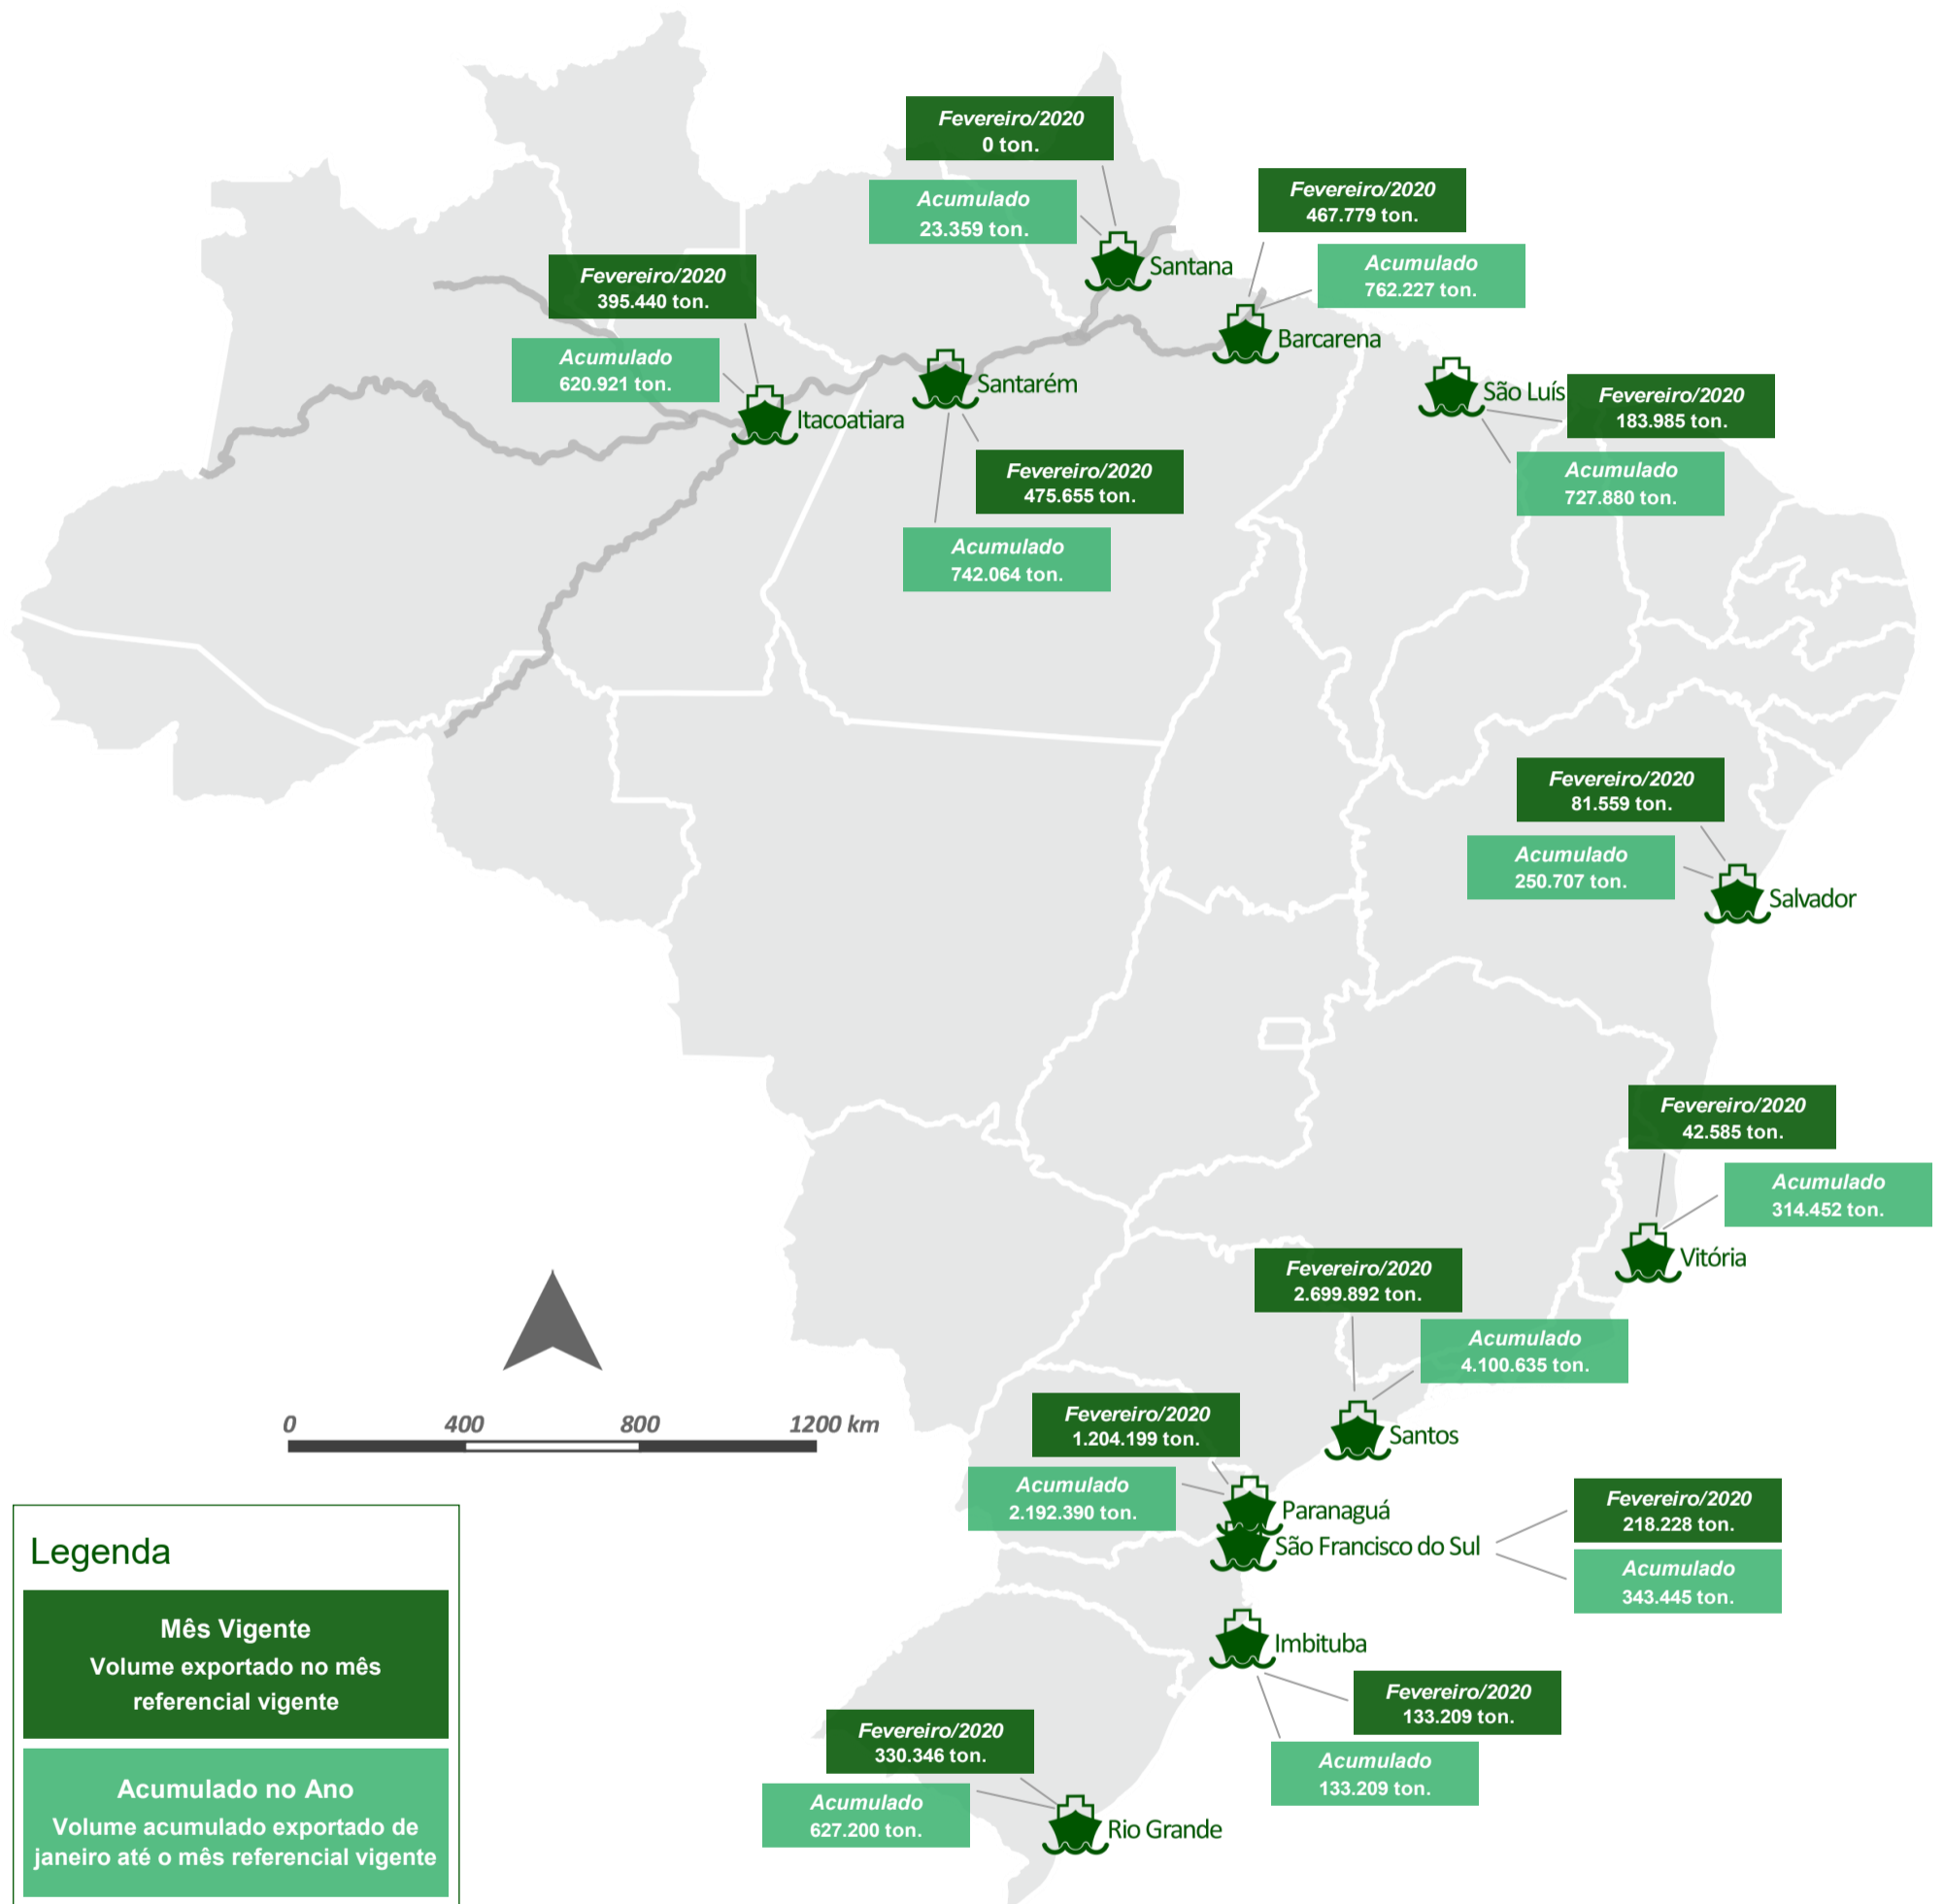 Fevereiro/2020
0 ton.
Acumulado
23.359 ton.
Santana
Fevereiro/2020
467.779 ton.
Acumulado
762.227 ton.
Barcarena
Fevereiro/2020
395.440 ton.
Acumulado
620.921 ton.
Itacoatiara
Santarém
Fevereiro/2020
475.655 ton.
Acumulado
742.064 ton.
São Luís
Fevereiro/2020
183.985 ton.
Acumulado
727.880 ton.
Fevereiro/2020
81.559 ton.
Acumulado
250.707 ton.
Salvador
Fevereiro/2020
42.585 ton.
Acumulado
314.452 ton.
Vitória
Fevereiro/2020
2.699.892 ton.
Acumulado
4.100.635 ton.
Santos
Fevereiro/2020
1.204.199 ton.
Acumulado
2.192.390 ton.
Paranaguá
São Francisco do Sul
Fevereiro/2020
218.228 ton.
Acumulado
343.445 ton.
Imbituba
Fevereiro/2020
133.209 ton.
Acumulado
133.209 ton.
Fevereiro/2020
330.346 ton.
Acumulado
627.200 ton.
Rio Grande
0 400 800 1200 km
Legenda
Mês Vigente
Volume exportado no mês
referencial vigente
Acumulado no Ano
Volume acumulado exportado de
janeiro até o mês referencial vigente